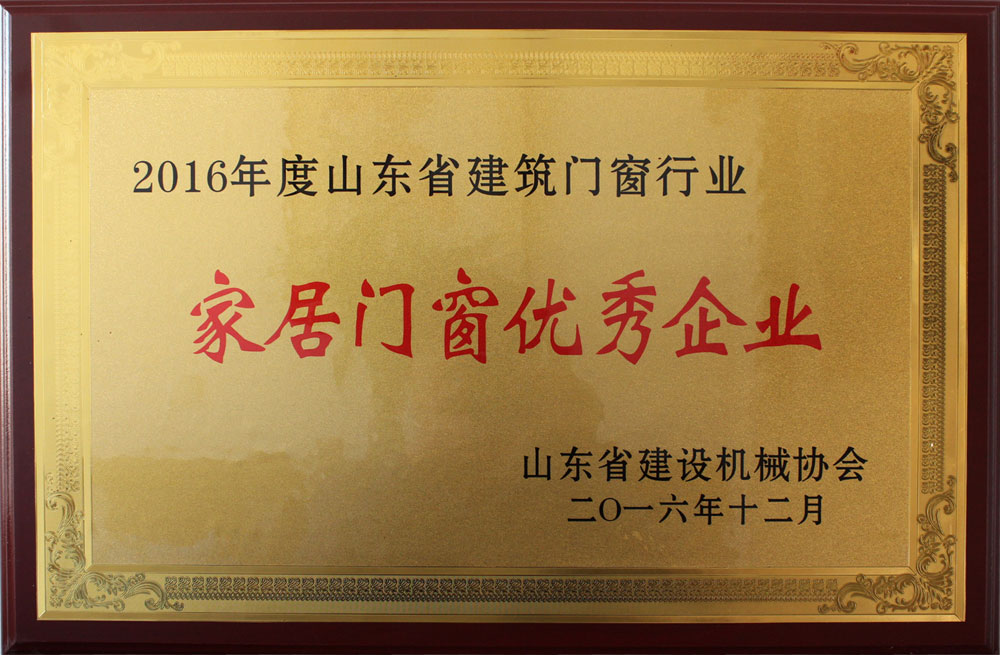 2016年度山东省建筑门窗行业
家居门窗优秀企业
山东省建设机械协会
二〇一六年十二月